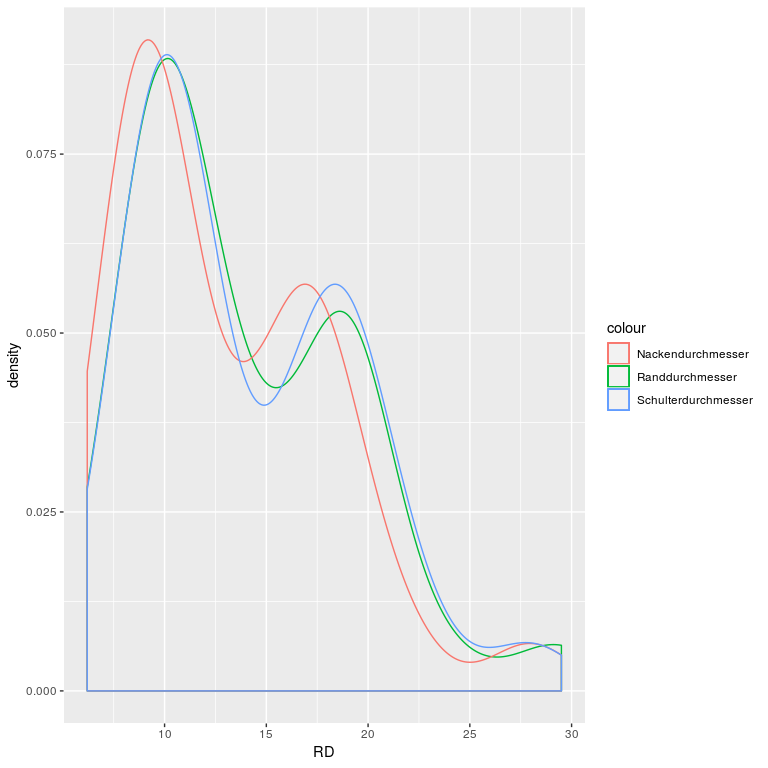 density
0.075
0.050
0.025
0.000
10
15
20
25
30
RD
colour
Nackendurchmesser
Randdurchmesser
Schulterdurchmesser